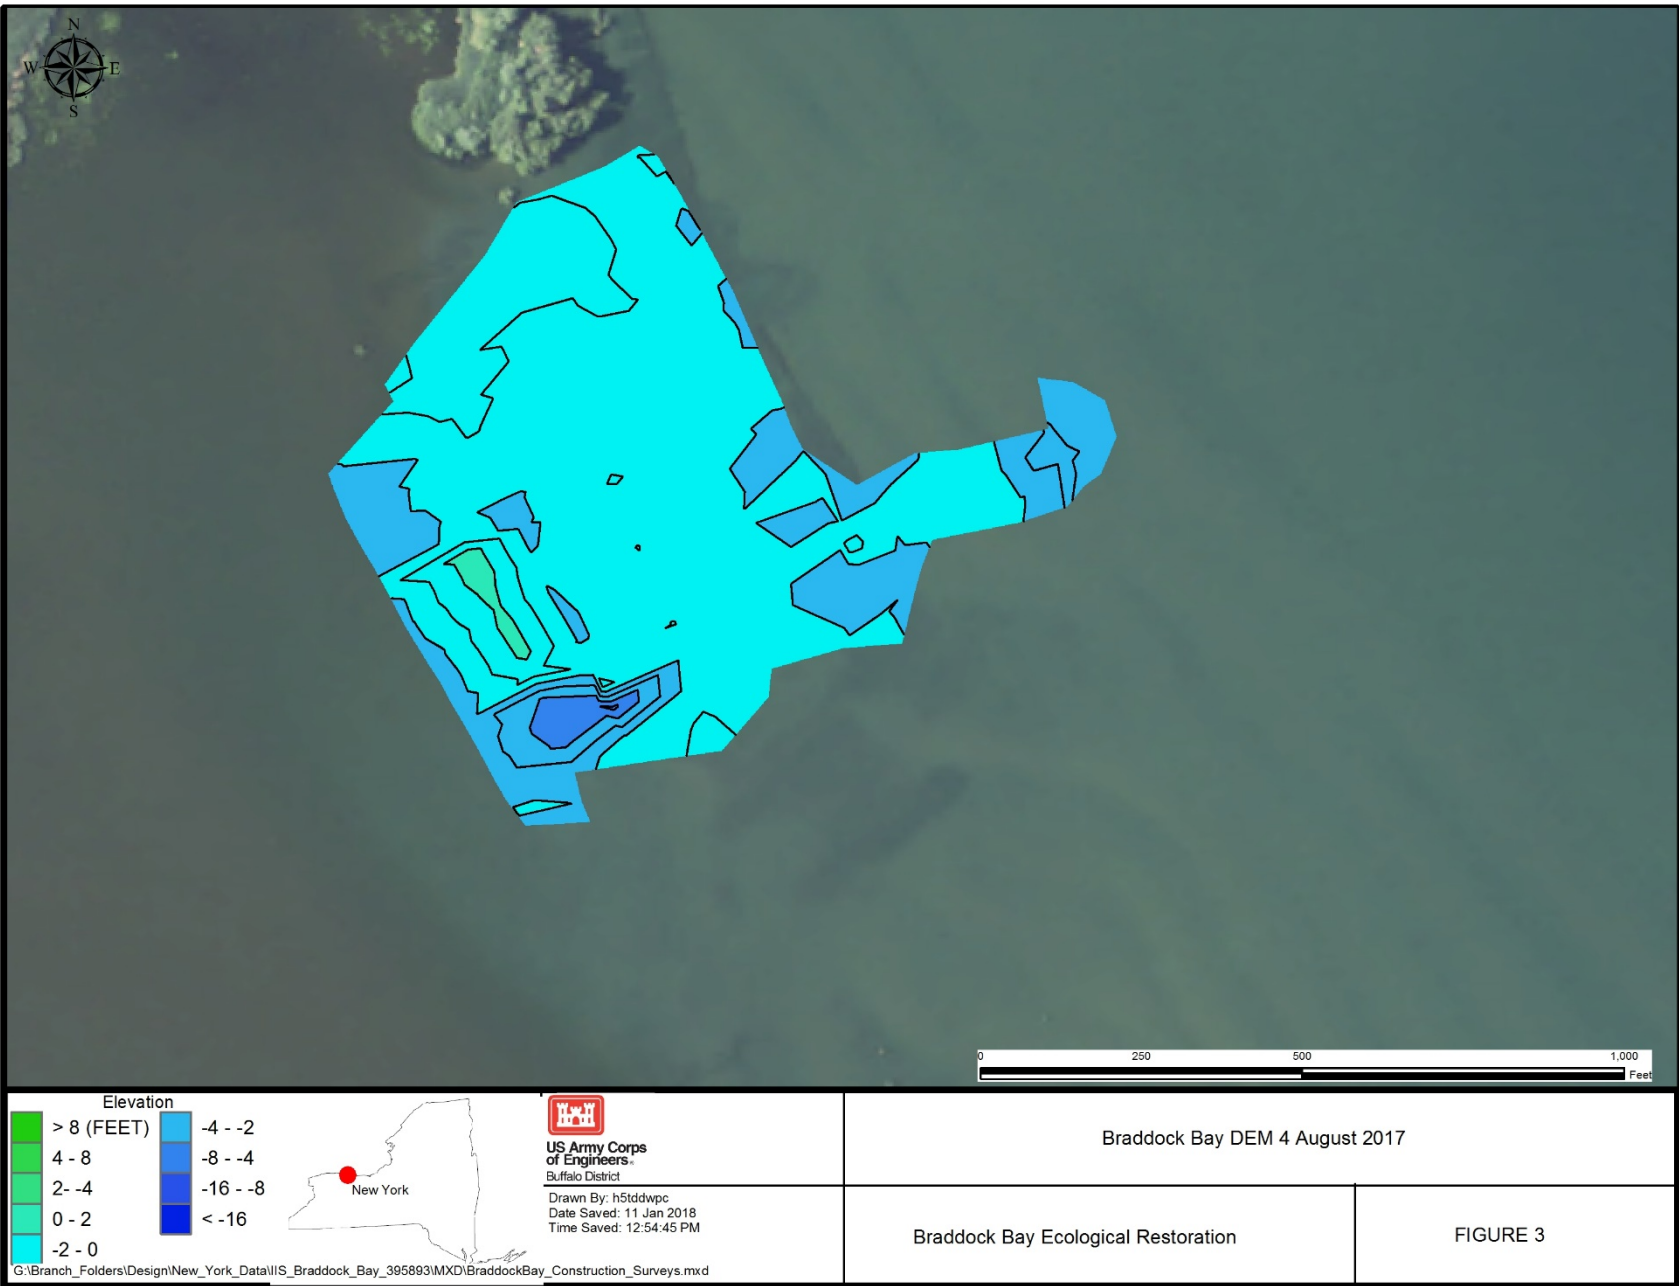 N
W E
S
0 250 500 1,000
Feet
Elevation
> 8 (FEET)
4 - 8
2- -4
0 - 2
-2 - 0
-4 - -2
-8 - -4
-16 - -8
< -16
New York
US Army Corps
of Engineers®
Buffalo District
Drawn By: h5tddwpc
Date Saved: 11 Jan 2018
Time Saved: 12:54:45 PM
Braddock Bay DEM 4 August 2017
Braddock Bay Ecological Restoration
FIGURE 3
G:\Branch_Folders\Design\New_York_Data\IIS_Braddock_Bay_395893\MXD\BraddockBay_Construction_Surveys.mxd